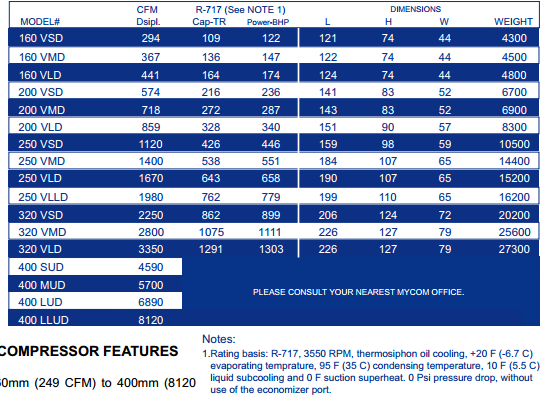 CFM R-717 (See NOTE 1) DIMENSIONS
MODEL# Dsipl. Cap-TR Power-BHP L H W WEIGHT
160 VSD 294 109 122 121 74 44 4300
160 VMD 367 136 147 122 74 44 4500
160 VLD 441 164 174 124 74 44 4800
200 VSD 574 216 236 141 83 52 6700
200 VMD 718 272 287 143 83 52 6900
200 VLD 859 328 340 151 90 57 8300
250 VSD 1120 426 446 159 98 59 10500
250 VMD 1400 538 551 184 107 65 14400
250 VLD 1670 643 658 190 107 65 15200
250 VLLD 1980 762 779 199 110 65 16200
320 VSD 2250 862 899 206 124 72 20200
320 VMD 2800 1075 1111 226 127 79 25600
320 VLD 3350 1291 1303 226 127 79 27300
400 SUD 4590
400 MUD 5700
PLEASE CONSULT YOUR NEAREST MYCOM OFFICE.
400 LUD 6890
400 LLUD 8120
COMPRESSOR FEATURES
60mm (249 CFM) to 400mm (8120
Notes:
1.Rating basis: R-717, 3550 RPM, thermosiphon oil cooling, +20 F (-6.7 C)
evaporating temprature, 95 F (35 C) condensing temperature, 10 F (5.5 C)
liquid subcooling and 0 F suction superheat. 0 Psi pressure drop, without
use of the economizer port.